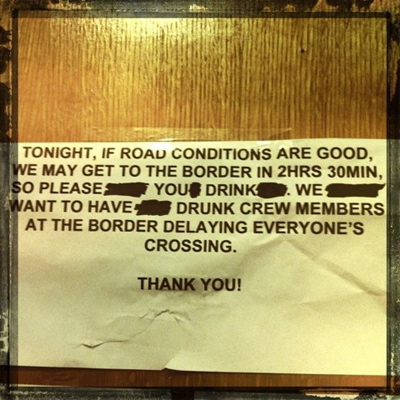 TONIGHT, IF ROAD CONDITIONS ARE GOOD,
WE MAY GET TO THE BORDER IN 2HRS 30MIN,
SO PLEASE YOU DRINK. WE
WANT TO HAVE DRUNK CREW MEMBERS
AT THE BORDER DELAYING EVERYONE'S
CROSSING.
THANK YOU!